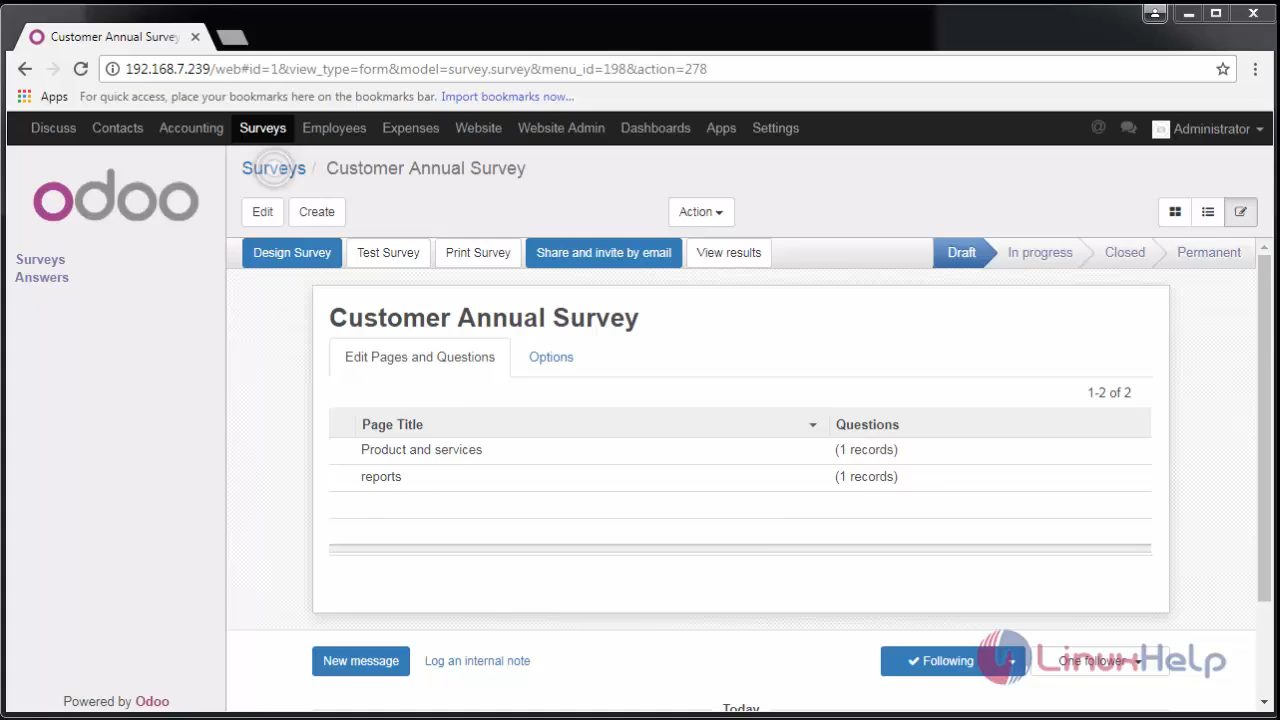 Customer Annual Survey
192.168.7.239/web#id=1&view_type=form&model=survey.survey&menu_id=198&action=278
Apps For quick access, place your bookmarks here on the bookmarks bar. Import bookmarks now...
Discuss Contacts Accounting Surveys Employees Expenses Website Website Admin Dashboards Apps Settings @ Administrator
odoo
Surveys / Customer Annual Survey
Edit Create Action
Surveys
Answers
Design Survey Test Survey Print Survey Share and invite by email View results Draft In progress Closed Permanent
Customer Annual Survey
Edit Pages and Questions Options
1-2 of 2
Page Title Questions
Product and services (1 records)
reports (1 records)
New message Log an internal note Following One follower
LinuxHelp
Powered by Odoo
Today